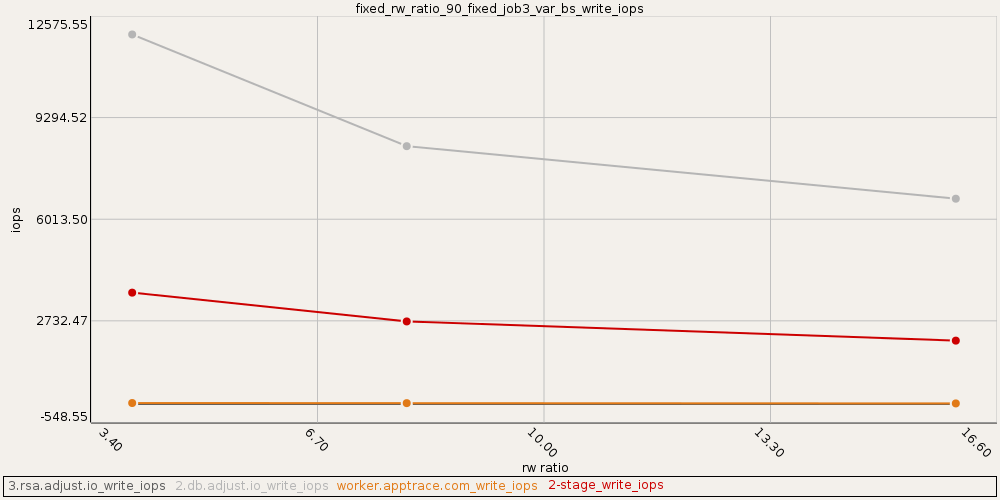 fixed_rw_ratio_90_fixed_job3_var_bs_write_iops
12575.55
9294.52
6013.50
2732.47
-548.55
iops
3.40 6.70 10.00 13.30 16.60
rw ratio
3.rsa.adjust.io_write_iops 2.db.adjust.io_write_iops worker.apptrace.com_write_iops 2-stage_write_iops